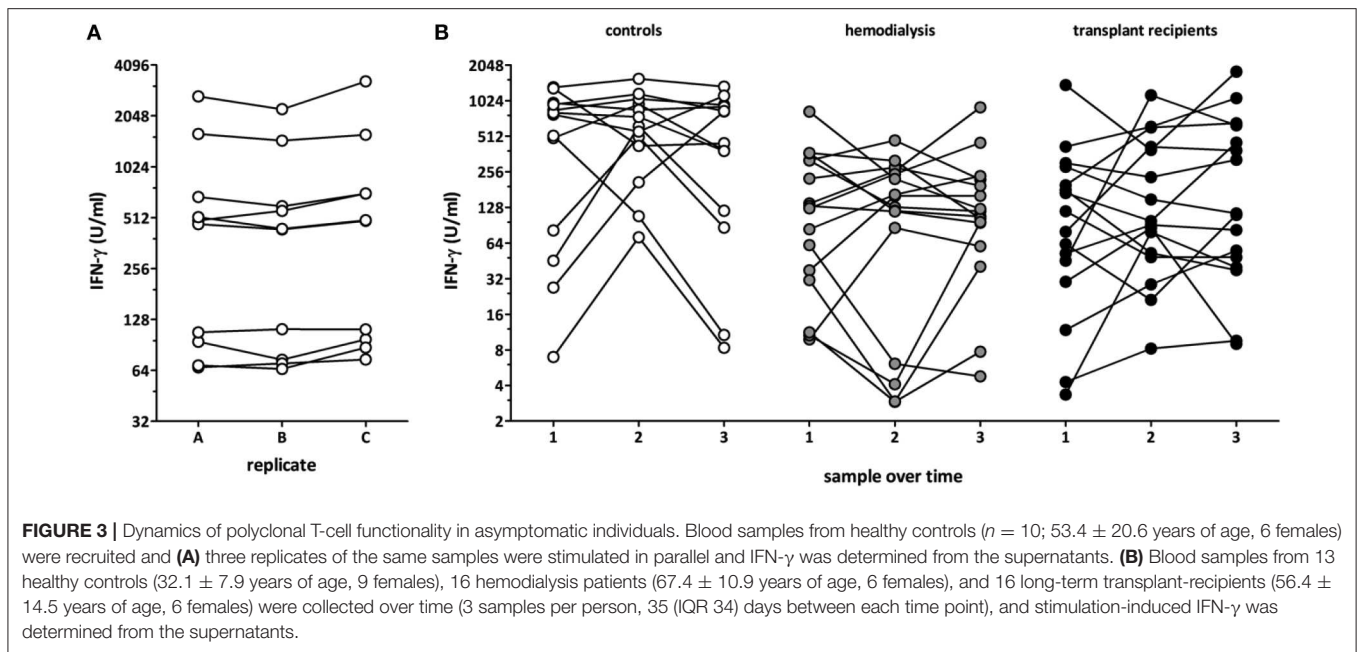 A
B
controls
hemodialysis
transplant recipients
4096
2048
1024
512
256
128
64
32
IFN-γ (U/ml)
A
B
C
replicate
2048
1024
512
256
128
64
32
16
8
4
2
IFN-γ (U/ml)
1
2
3
1
2
3
1
2
3
sample over time
FIGURE 3 | Dynamics of polyclonal T-cell functionality in asymptomatic individuals. Blood samples from healthy controls (n = 10; 53.4 ± 20.6 years of age, 6 females)
were recruited and (A) three replicates of the same samples were stimulated in parallel and IFN-γ was determined from the supernatants. (B) Blood samples from 13
healthy controls (32.1 ± 7.9 years of age, 9 females), 16 hemodialysis patients (67.4 ± 10.9 years of age, 6 females), and 16 long-term transplant-recipients (56.4 ±
14.5 years of age, 6 females) were collected over time (3 samples per person, 35 (IQR 34) days between each time point), and stimulation-induced IFN-γ was
determined from the supernatants.